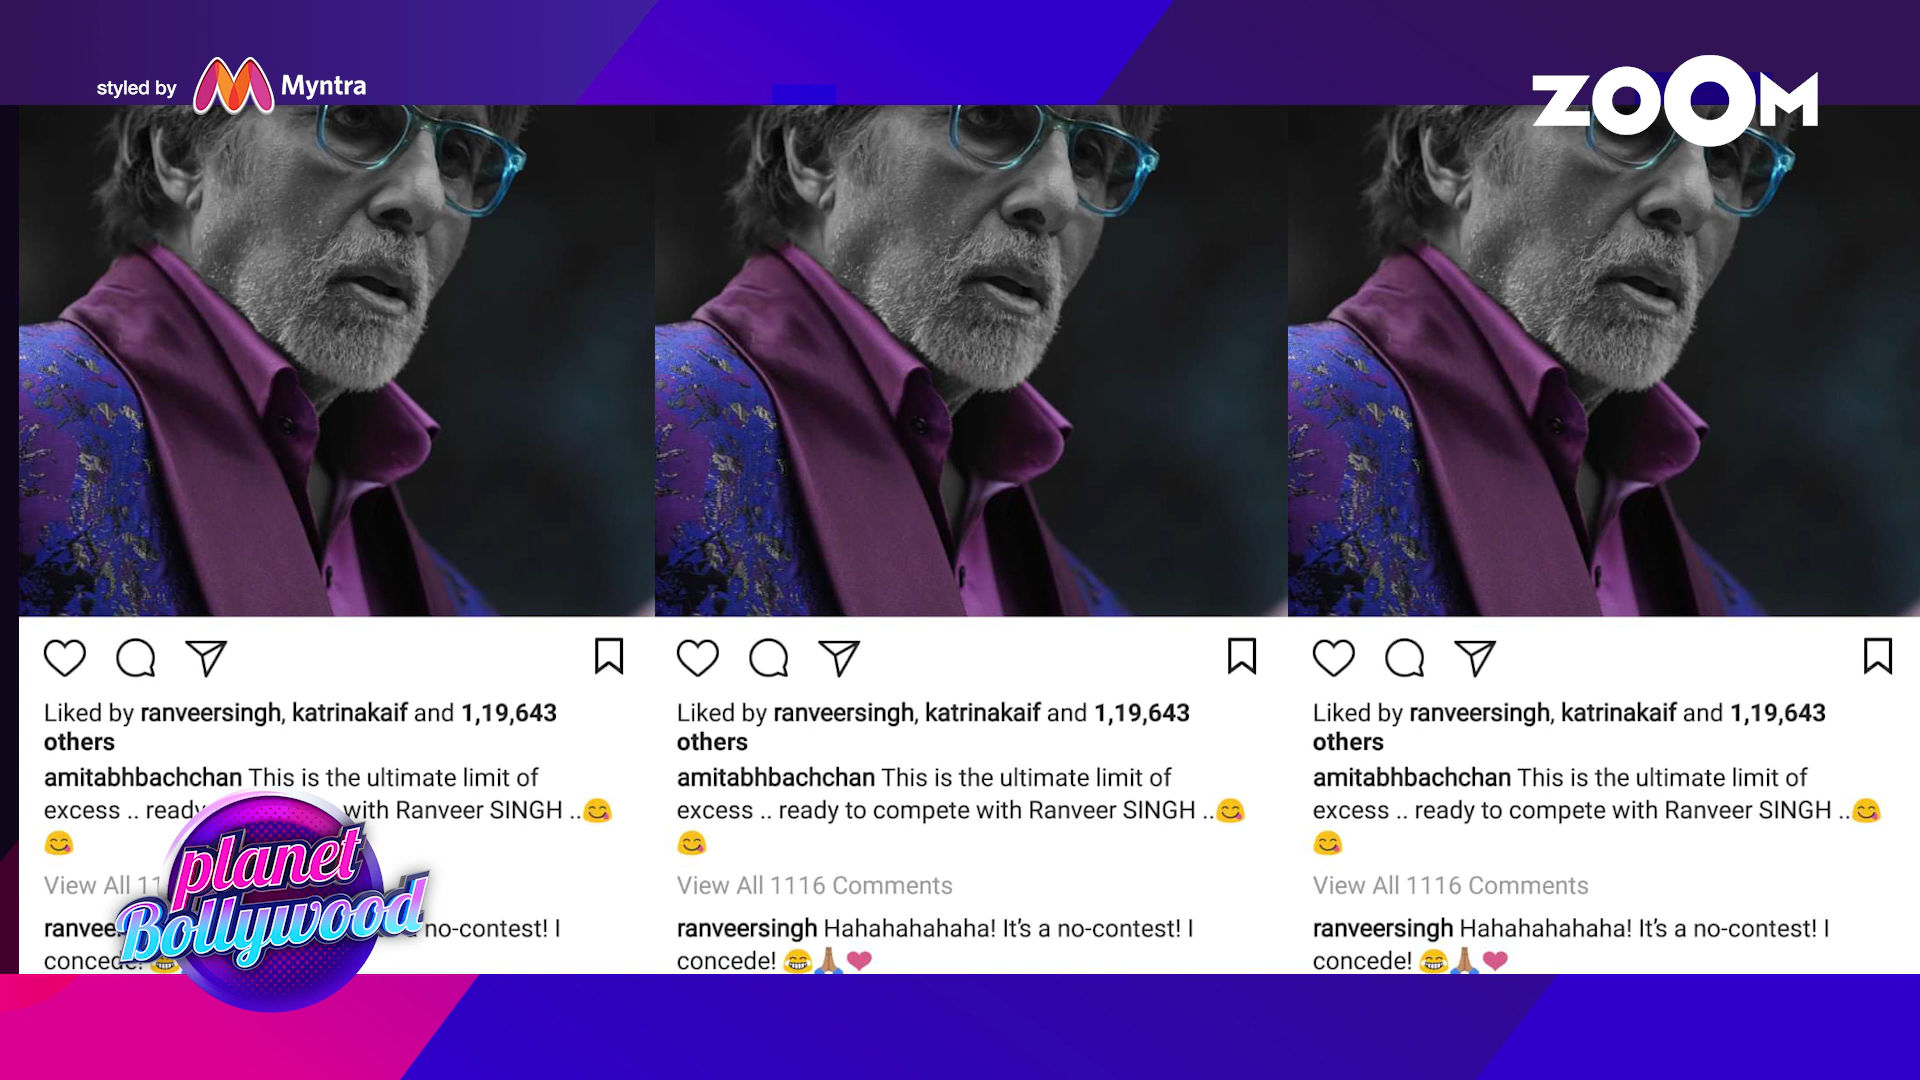 styled by Myntra
ZOOM
Liked by ranveersingh, katrinakaif and 1,19,643
others
amitabhbachchan This is the ultimate limit of
excess .. ready with Ranveer SINGH ..😋
😋
View All 11
ranvee no-contest! I
concede! 😂
Liked by ranveersingh, katrinakaif and 1,19,643
others
amitabhbachchan This is the ultimate limit of
excess .. ready to compete with Ranveer SINGH ..😋
😋
View All 1116 Comments
ranveersingh Hahahahahaha! It's a no-contest! I
concede! 😂🙏🏽❤
Liked by ranveersingh, katrinakaif and 1,19,643
others
amitabhbachchan This is the ultimate limit of
excess .. ready to compete with Ranveer SINGH ..😋
😋
View All 1116 Comments
ranveersingh Hahahahahaha! It's a no-contest! I
concede! 😂🙏🏽❤
planet
Bollywood